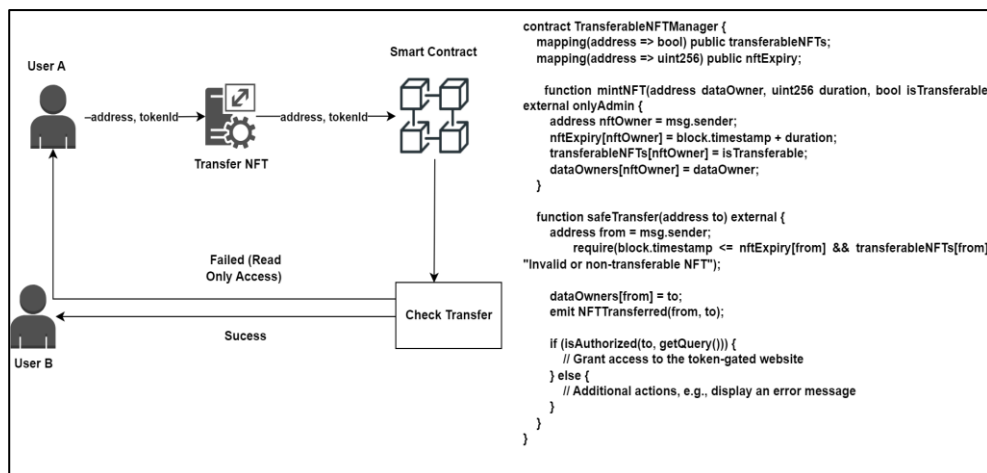 User A
–address, tokenId
Transfer NFT
address, tokenId
Smart Contract
Failed (Read
Only Access)
Check Transfer
Sucess
User B
contract TransferableNFTManager {
mapping(address => bool) public transferableNFTs;
mapping(address => uint256) public nftExpiry;
function mintNFT(address dataOwner, uint256 duration, bool isTransferable
external onlyAdmin {
address nftOwner = msg.sender;
nftExpiry[nftOwner] = block.timestamp + duration;
transferableNFTs[nftOwner] = isTransferable;
dataOwners[nftOwner] = dataOwner;
}
function safeTransfer(address to) external {
address from = msg.sender;
require(block.timestamp <= nftExpiry[from] && transferableNFTs[from]
"Invalid or non-transferable NFT");
dataOwners[from] = to;
emit NFTTransferred(from, to);
if (isAuthorized(to, getQuery())) {
// Grant access to the token-gated website
} else {
// Additional actions, e.g., display an error message
}
}
}